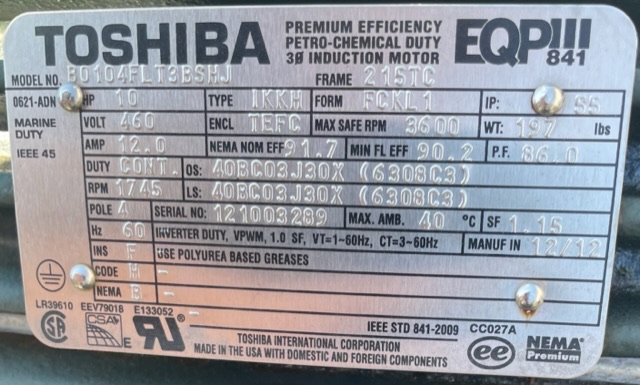 TOSHIBA PREMIUM EFFICIENCY PETRO-CHEMICAL DUTY 3Ø INDUCTION MOTOR EQPIII 841
MODEL NO. B0104FLT3BSHJ FRAME 215TC
0621-ADN HP 10 TYPE IKKH FORM FCKL1 IP: 55
MARINE DUTY VOLT 460 ENCL TEFC MAX SAFE RPM 3600 WT: 197 lbs
IEEE 45 AMP 12.0 NEMA NOM EFF 91.7 MIN FL EFF 90.2 P.F. 86.0
DUTY CONT. OS: 40BC03J30X (6308C3)
RPM 1745 LS: 40BC03J30X (6308C3)
POLE 4 SERIAL NO: 121003289 MAX. AMB. 40 °C SF 1.15
Hz 60 INVERTER DUTY, VPWM, 1.0 SF, VT=1~60Hz, CT=3~60Hz MANUF IN 12/12
INS F USE POLYUREA BASED GREASES
CODE H -
NEMA B -
LR39610 EEV79018 E133052 IEEE STD 841-2009 CC027A
CSA E RU TOSHIBA INTERNATIONAL CORPORATION ee NEMA Premium
MADE IN THE USA WITH DOMESTIC AND FOREIGN COMPONENTS